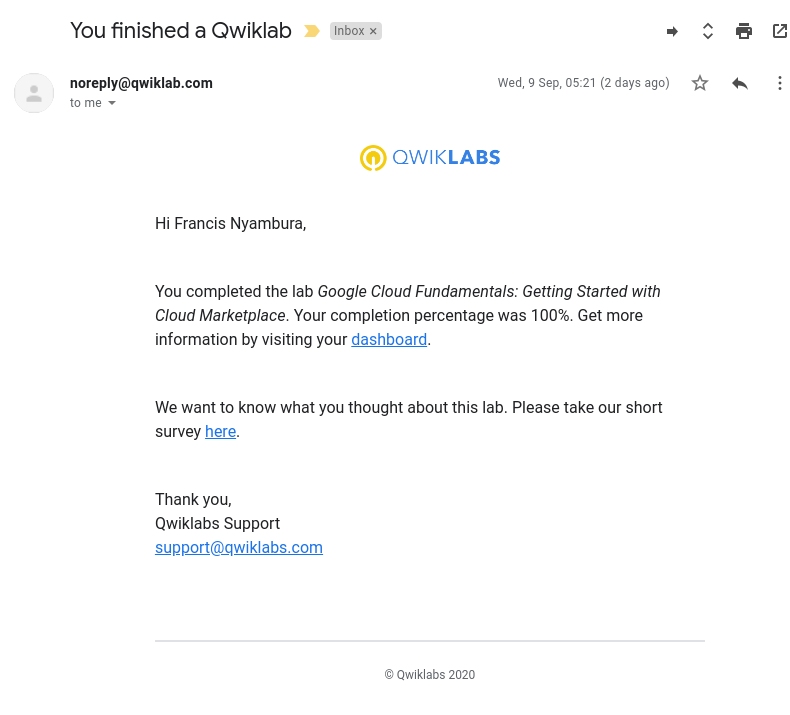 You finished a Qwiklab
Inbox ×
noreply@qwiklab.com
Wed, 9 Sep, 05:21 (2 days ago)
to me
QWIKLABS
Hi Francis Nyambura,
You completed the lab Google Cloud Fundamentals: Getting Started with
Cloud Marketplace. Your completion percentage was 100%. Get more
information by visiting your dashboard.
We want to know what you thought about this lab. Please take our short
survey here.
Thank you,
Qwiklabs Support
support@qwiklabs.com
© Qwiklabs 2020